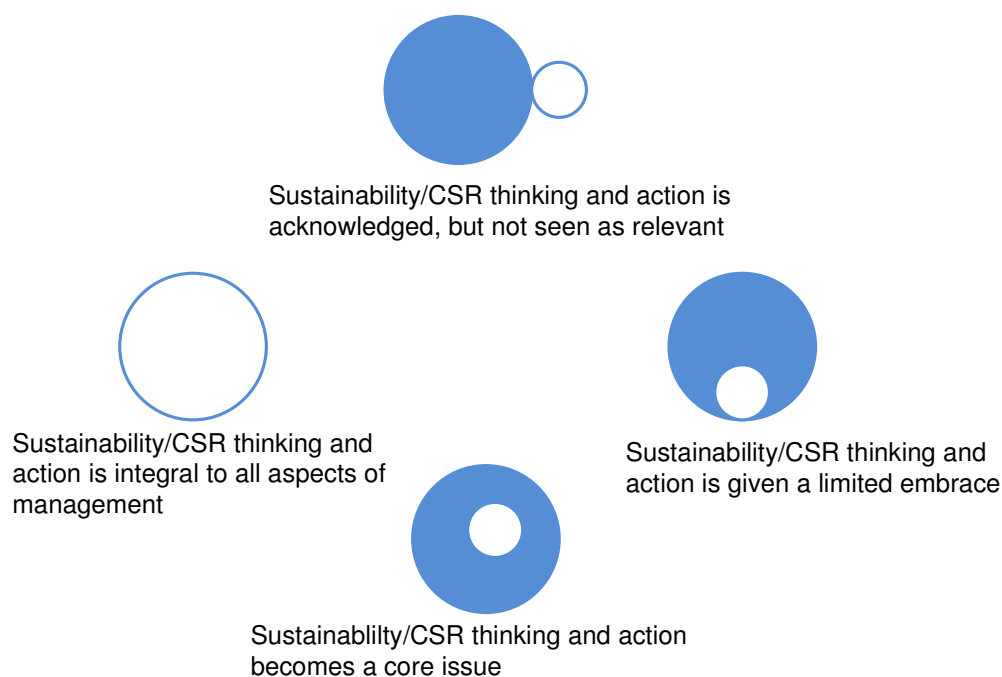 Sustainability/CSR thinking and action is
acknowledged, but not seen as relevant
Sustainability/CSR thinking and
action is integral to all aspects of
management
Sustainability/CSR thinking and
action is given a limited embrace
Sustainablilty/CSR thinking and action
becomes a core issue